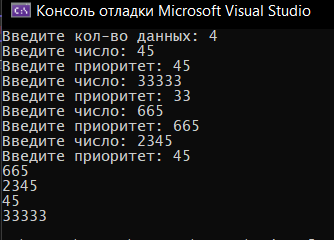 Консоль отладки Microsoft Visual Studio
Введите кол-во данных: 4
Введите число: 45
Введите приоритет: 45
Введите число: 33333
Введите приоритет: 33
Введите число: 665
Введите приоритет: 665
Введите число: 2345
Введите приоритет: 45
665
2345
45
33333